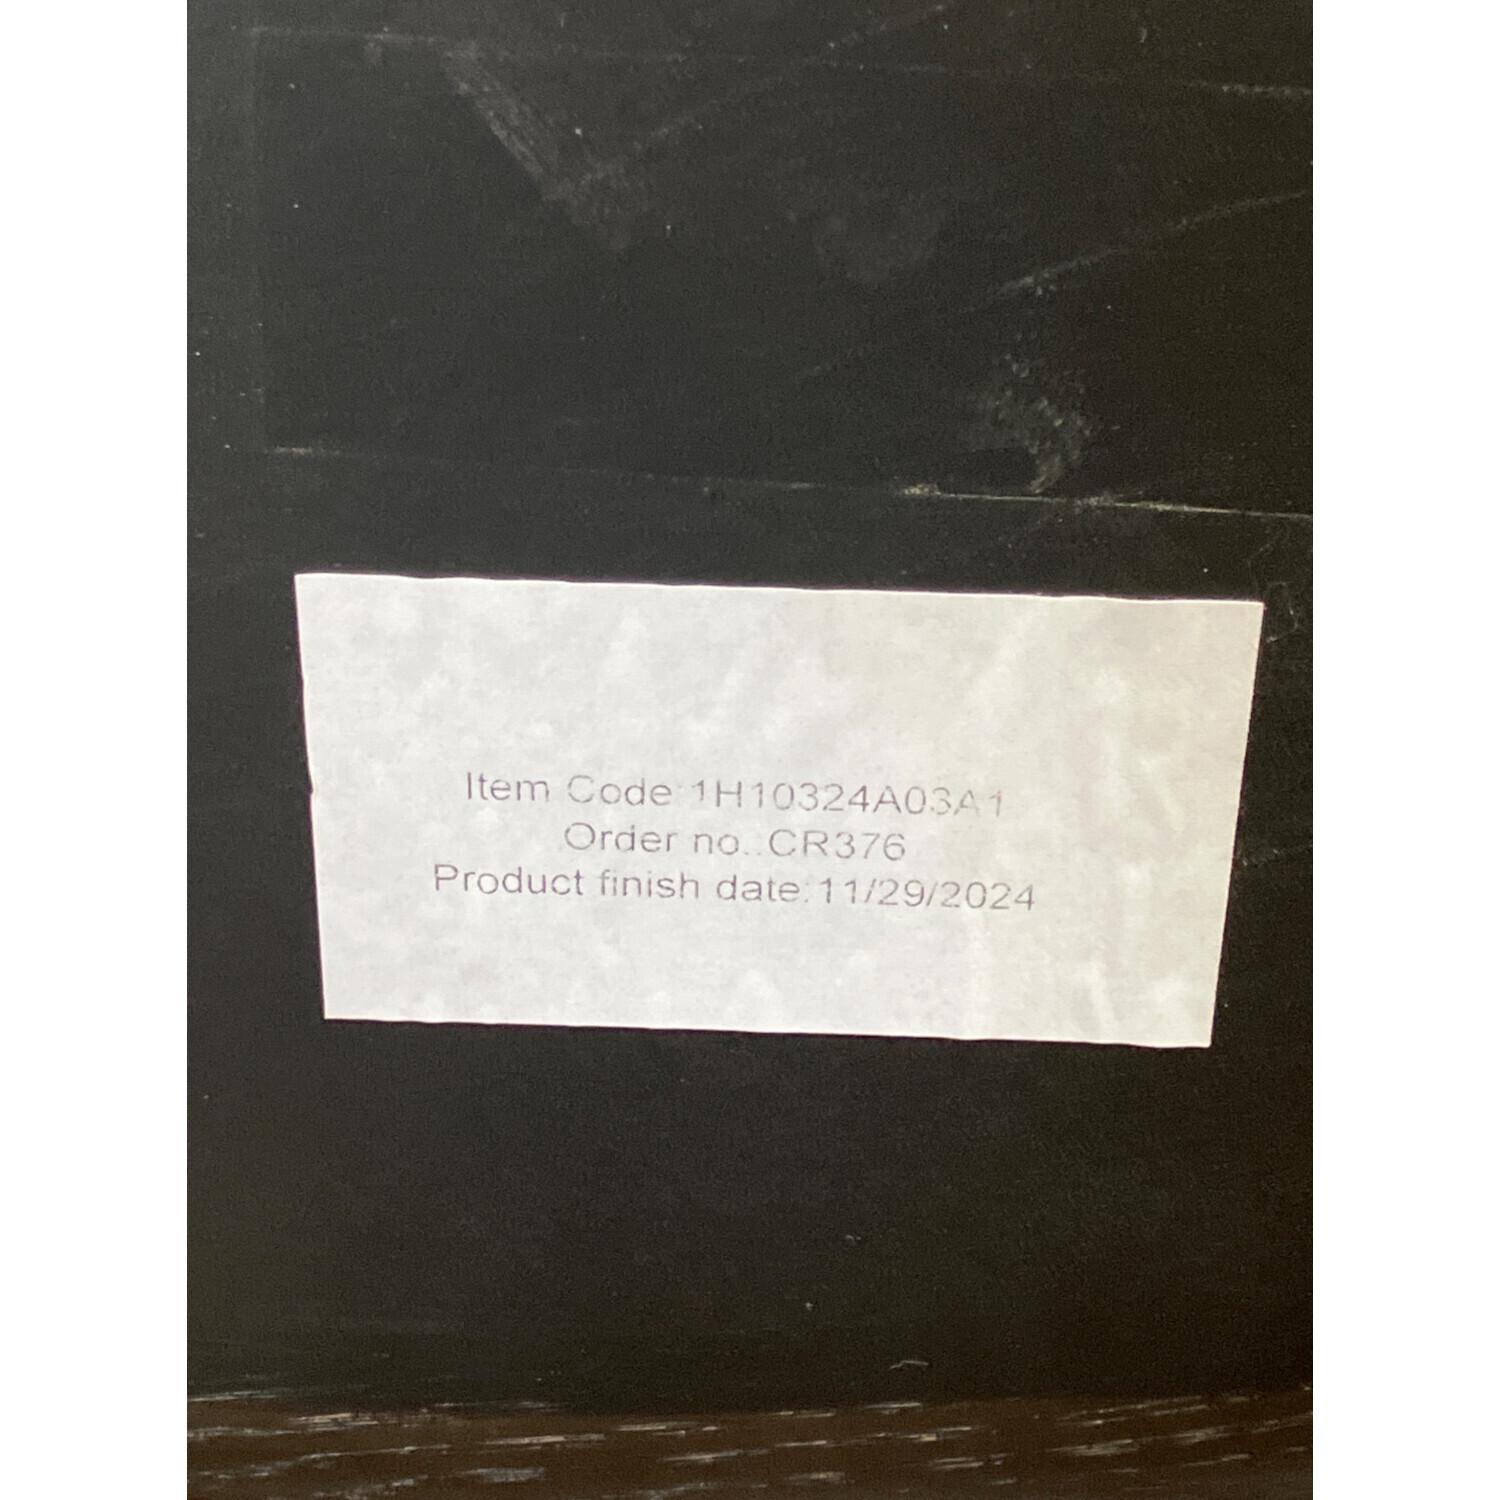 Item Code:1H10324A03A1
Order no.:CR376
Product finish date:11/29/2024